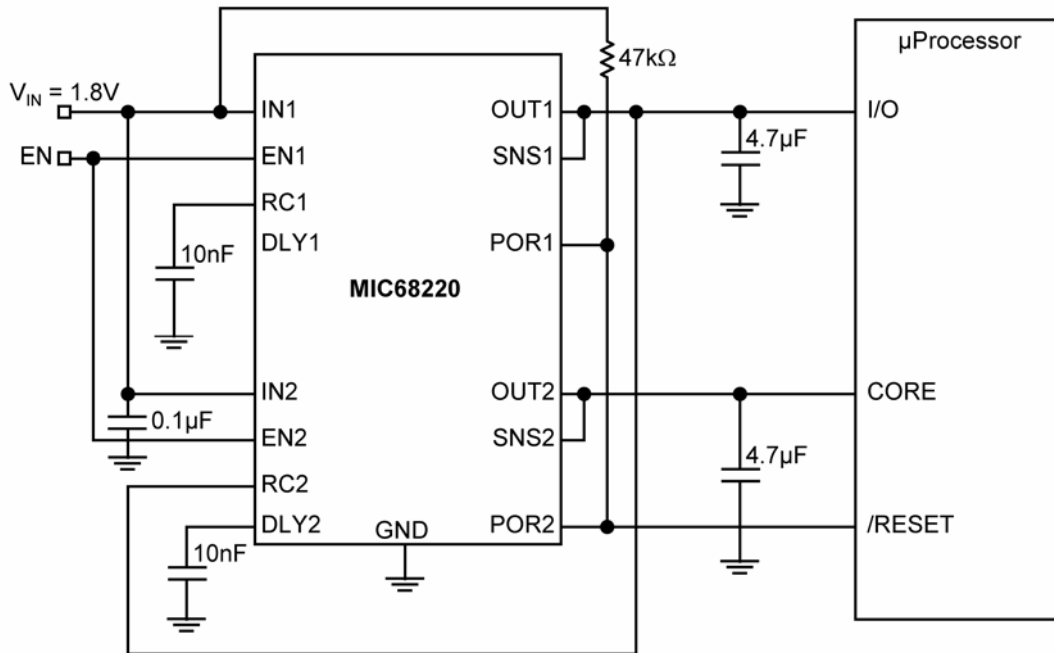 µProcessor
47kΩ
V_IN = 1.8V
IN1
OUT1
I/O
EN
EN1
SNS1
4.7µF
RC1
10nF
DLY1
POR1
MIC68220
IN2
OUT2
CORE
0.1µF
EN2
SNS2
4.7µF
RC2
DLY2
GND
POR2
/RESET
10nF